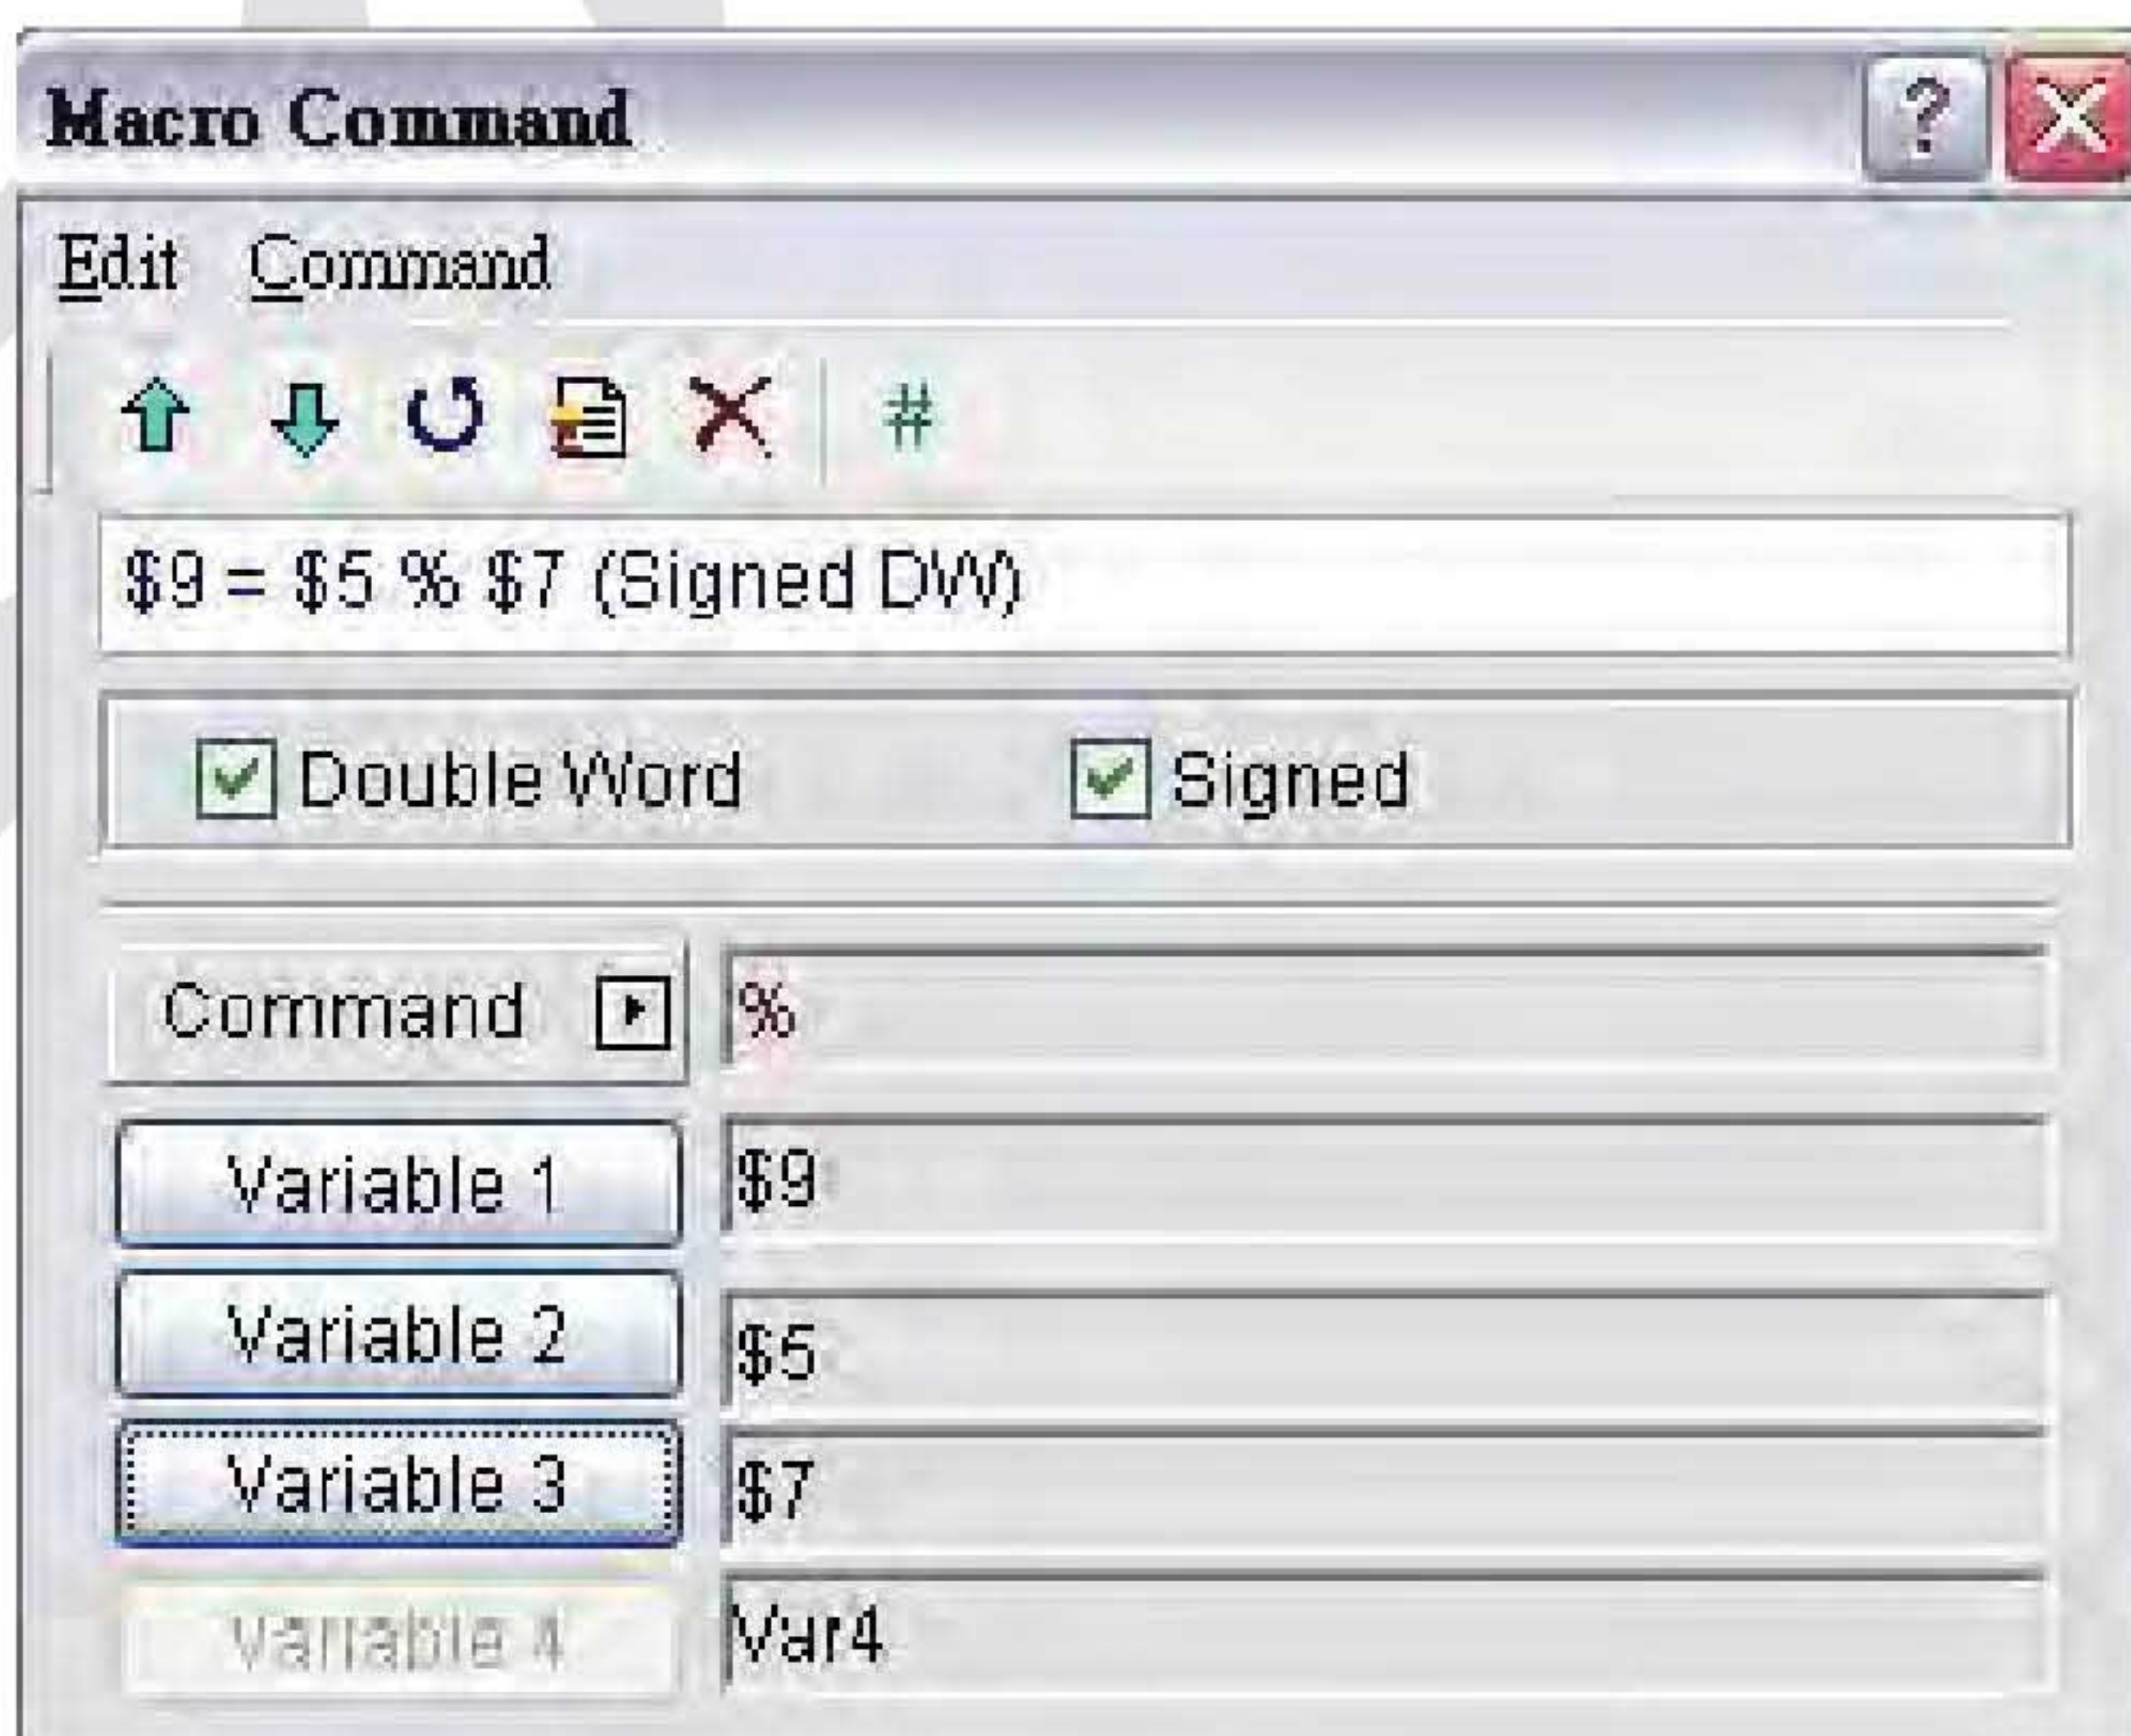 Macro Command
?
Edit Command
#
$9 = $5 % $7 (Signed DW)
Double Word Signed
Command %
Variable 1 $9
Variable 2 $5
Variable 3 $7
Variable 4 Var4